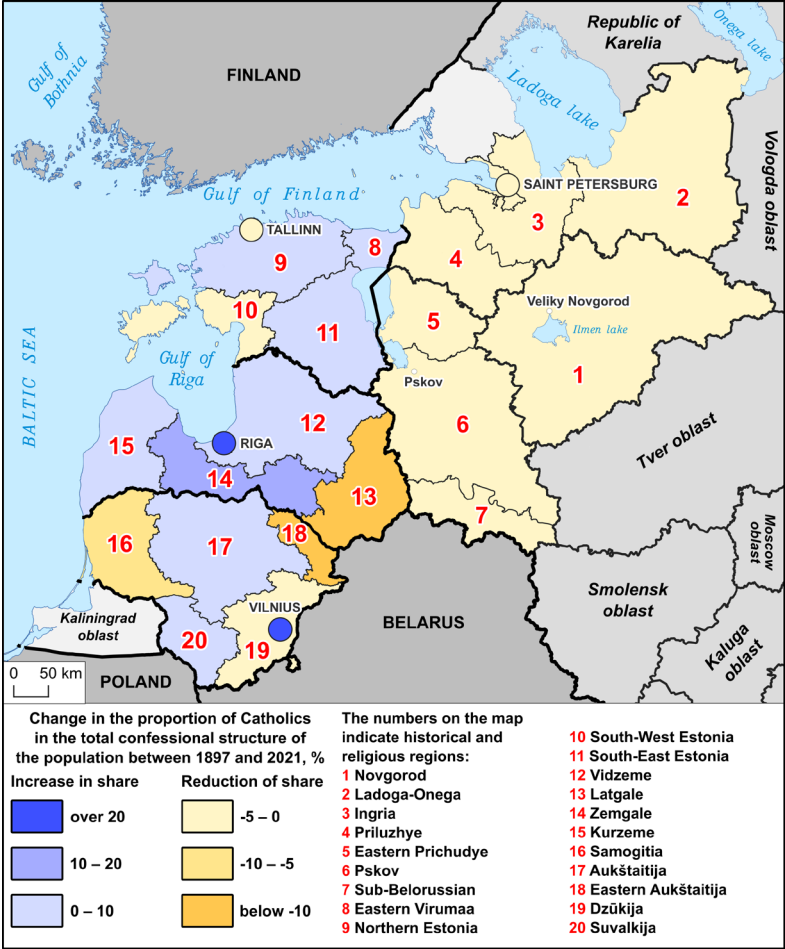 Republic of
Karelia
Onega lake
Gulf of
Bothnia
FINLAND
Ladoga lake
Vologda oblast
Gulf of Finland
SAINT PETERSBURG
2
3
TALLINN
9
8
4
10
11
5
Veliky Novgorod
Ilmen lake
1
BALTIC SEA
Gulf of
Riga
Pskov
12
6
15
RIGA
14
13
Tver oblast
7
16
17
18
Moscow
oblast
Smolensk
oblast
VILNIUS
Kaliningrad
oblast
20
19
BELARUS
Kaluga
oblast
0 50 km
POLAND
Change in the proportion of Catholics
in the total confessional structure of
the population between 1897 and 2021, %
Increase in share
over 20
10 – 20
0 – 10
Reduction of share
-5 – 0
-10 – -5
below -10
The numbers on the map
indicate historical and
religious regions:
1 Novgorod
2 Ladoga-Onega
3 Ingria
4 Priluzhye
5 Eastern Prichudye
6 Pskov
7 Sub-Belorussian
8 Eastern Virumaa
9 Northern Estonia
10 South-West Estonia
11 South-East Estonia
12 Vidzeme
13 Latgale
14 Zemgale
15 Kurzeme
16 Samogitia
17 Aukštaitija
18 Eastern Aukštaitija
19 Dzūkija
20 Suvalkija